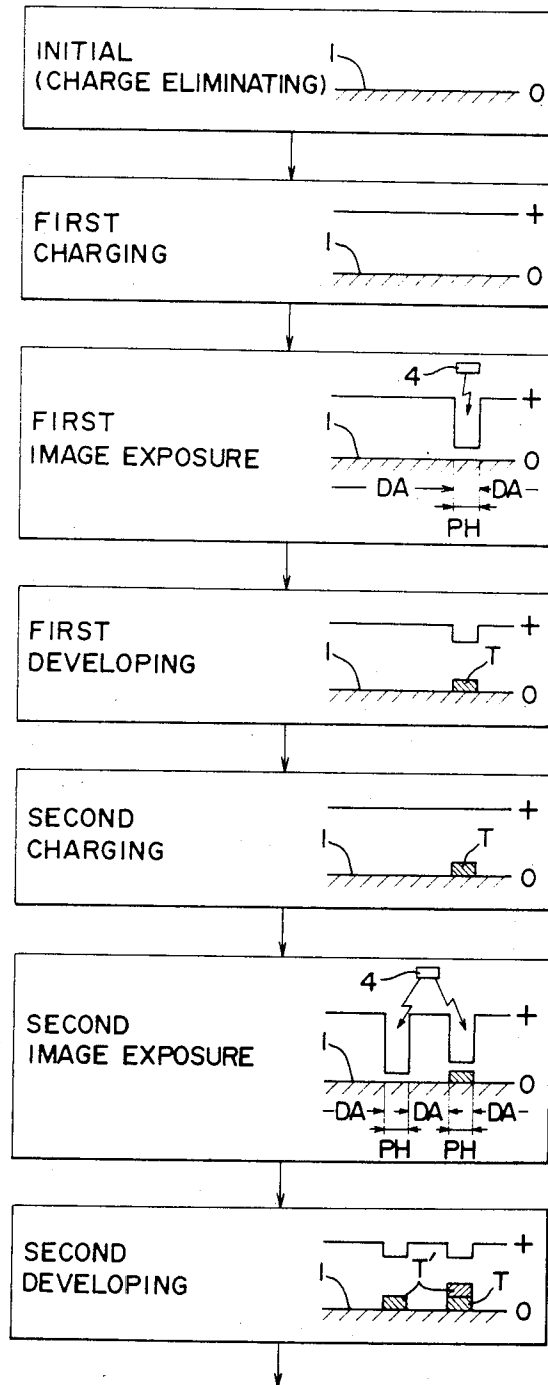 INITIAL
(CHARGE ELIMINATING)
1
0
FIRST
CHARGING
+
1
0
FIRST
IMAGE EXPOSURE
4
+
1
0
DA
DA
PH
FIRST
DEVELOPING
+
1
T
0
SECOND
CHARGING
+
1
T
0
SECOND
IMAGE EXPOSURE
4
+
1
0
DA
DA
DA
PH
PH
SECOND
DEVELOPING
+
1
T'
T
0